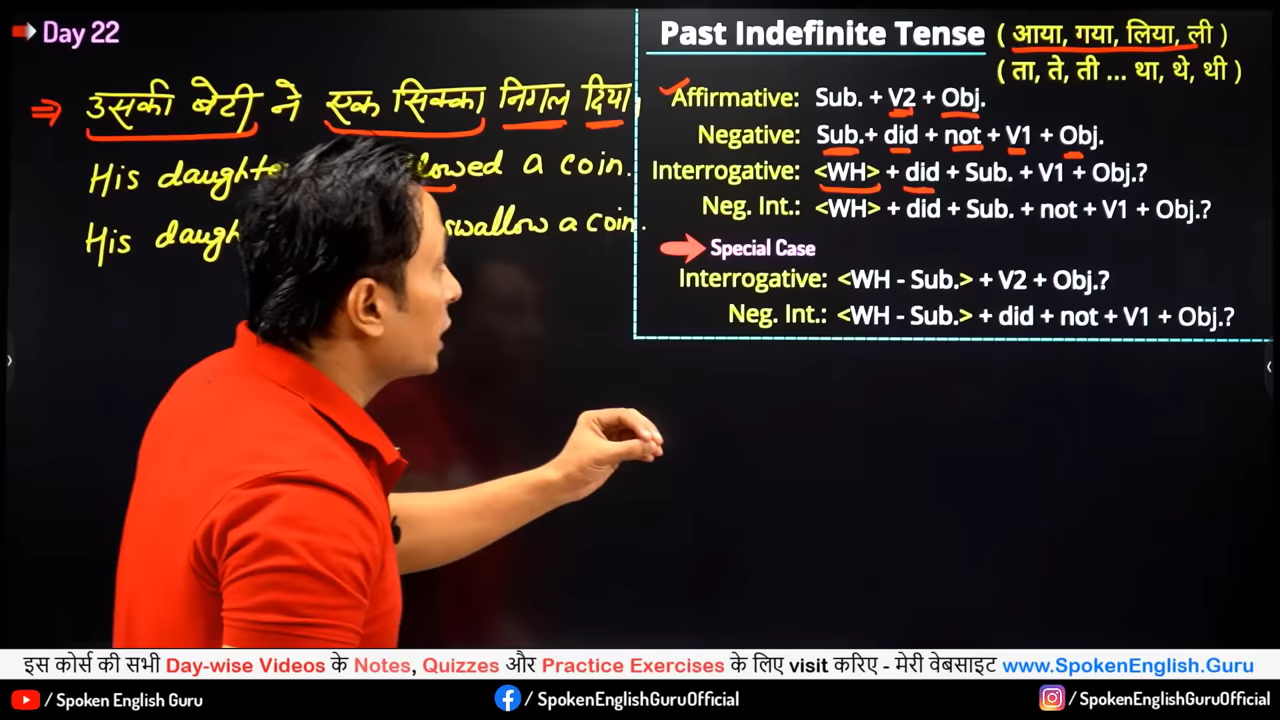 Day 22
उसकी बेटी ने एक सिक्का निगल दिया।
His daughte lowed a coin.
His daugh swallow a coin.
Past Indefinite Tense ( आया, गया, लिया, ली )
( ता, ते, ती ... था, थे, थी )
Affirmative: Sub. + V2 + Obj.
Negative: Sub.+ did + not + V1 + Obj.
Interrogative: <WH> + did + Sub. + V1 + Obj.?
Neg. Int.: <WH> + did + Sub. + not + V1 + Obj.?
Special Case
Interrogative: <WH - Sub.> + V2 + Obj.?
Neg. Int.: <WH - Sub.> + did + not + V1 + Obj.?
इस कोर्स की सभी Day-wise Videos के Notes, Quizzes और Practice Exercises के लिए visit करिए - मेरी वेबसाइट www.SpokenEnglish.Guru
/ Spoken English Guru
/ SpokenEnglishGuruOfficial
/ SpokenEnglishGuruOfficial